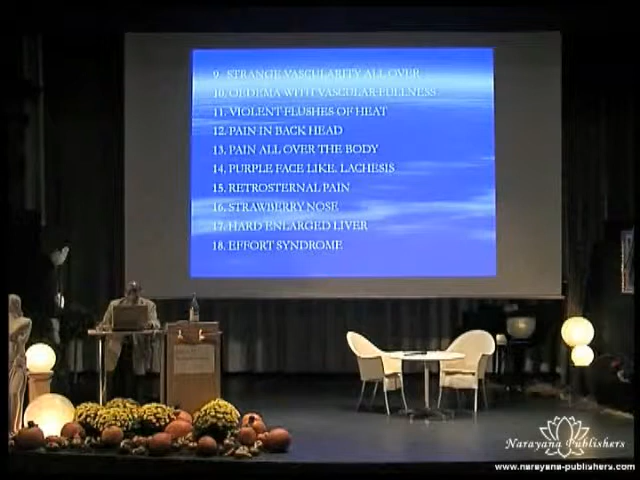 9. STRANGE VASCULARITY ALL OVER
10. OEDEMA WITH VASCULAR FULLNESS
11. VIOLENT FLUSHES OF HEAT
12. PAIN IN BACK HEAD
13. PAIN ALL OVER THE BODY
14. PURPLE FACE LIKE LACHESIS
15. RETROSTERNAL PAIN
16. STRAWBERRY NOSE
17. HARD ENLARGED LIVER
18. EFFORT SYNDROME
Narayana Publishers
www.narayana-publishers.com